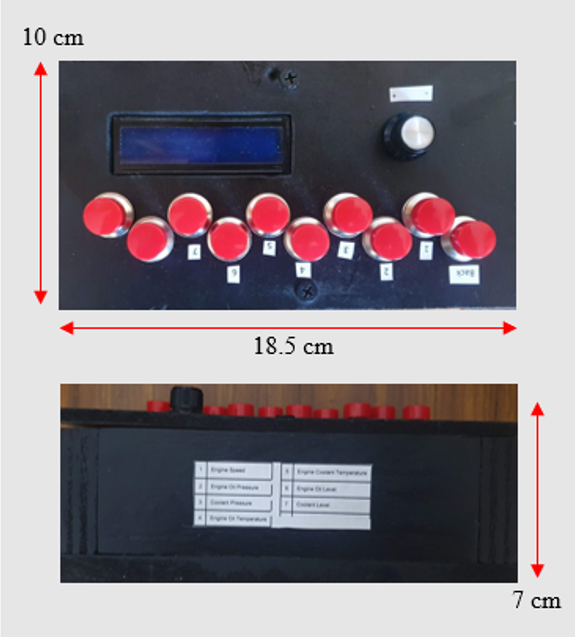 10 cm
7
6
5
4
3
2
1
Back
18.5 cm
1 Engine Speed
2 Engine Oil Pressure
3 Coolant Pressure
4 Engine Oil Temperature
5 Engine Coolant Temperature
6 Engine Oil Level
7 Coolant Level
7 cm